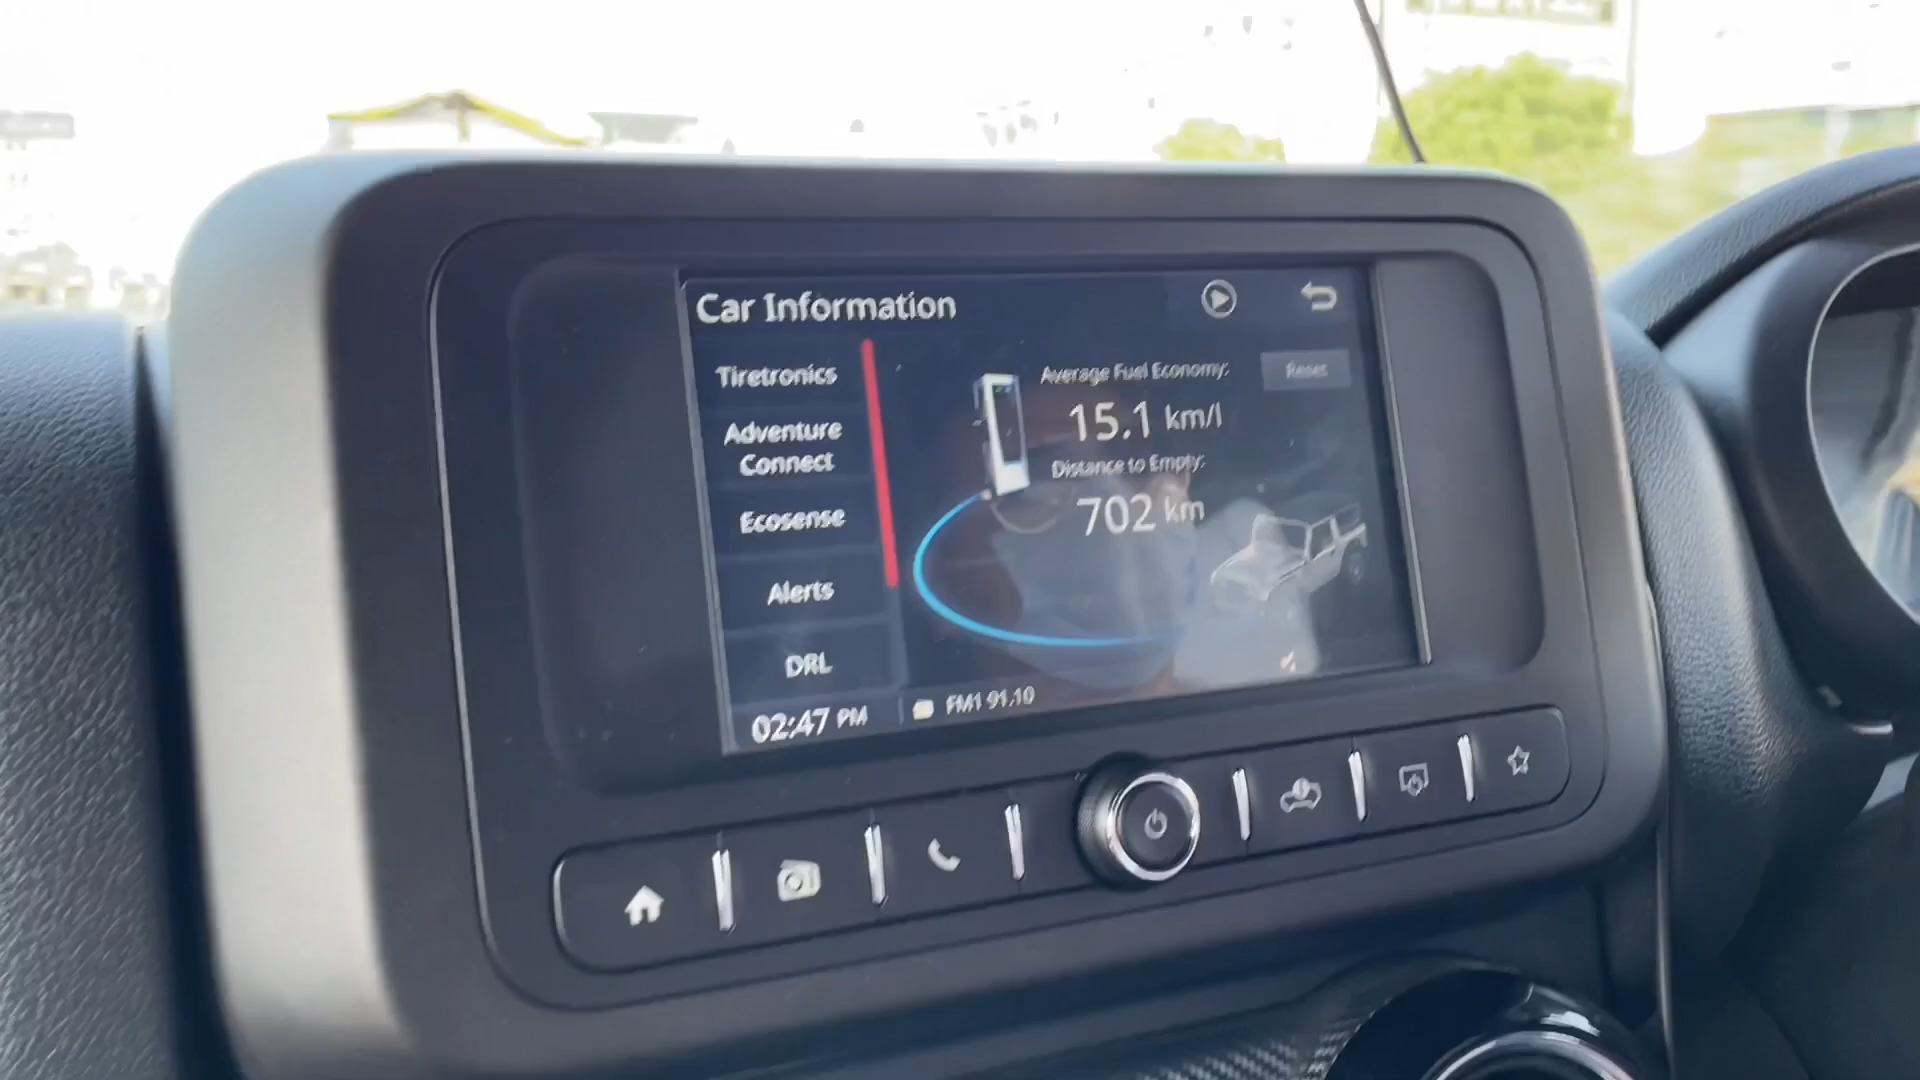 Car Information
Tiretronics
Adventure
Connect
Ecosense
Alerts
DRL
Average Fuel Economy:
Reset
15.1 km/l
Distance to Empty:
702 km
02:47 PM
FM1 91.10